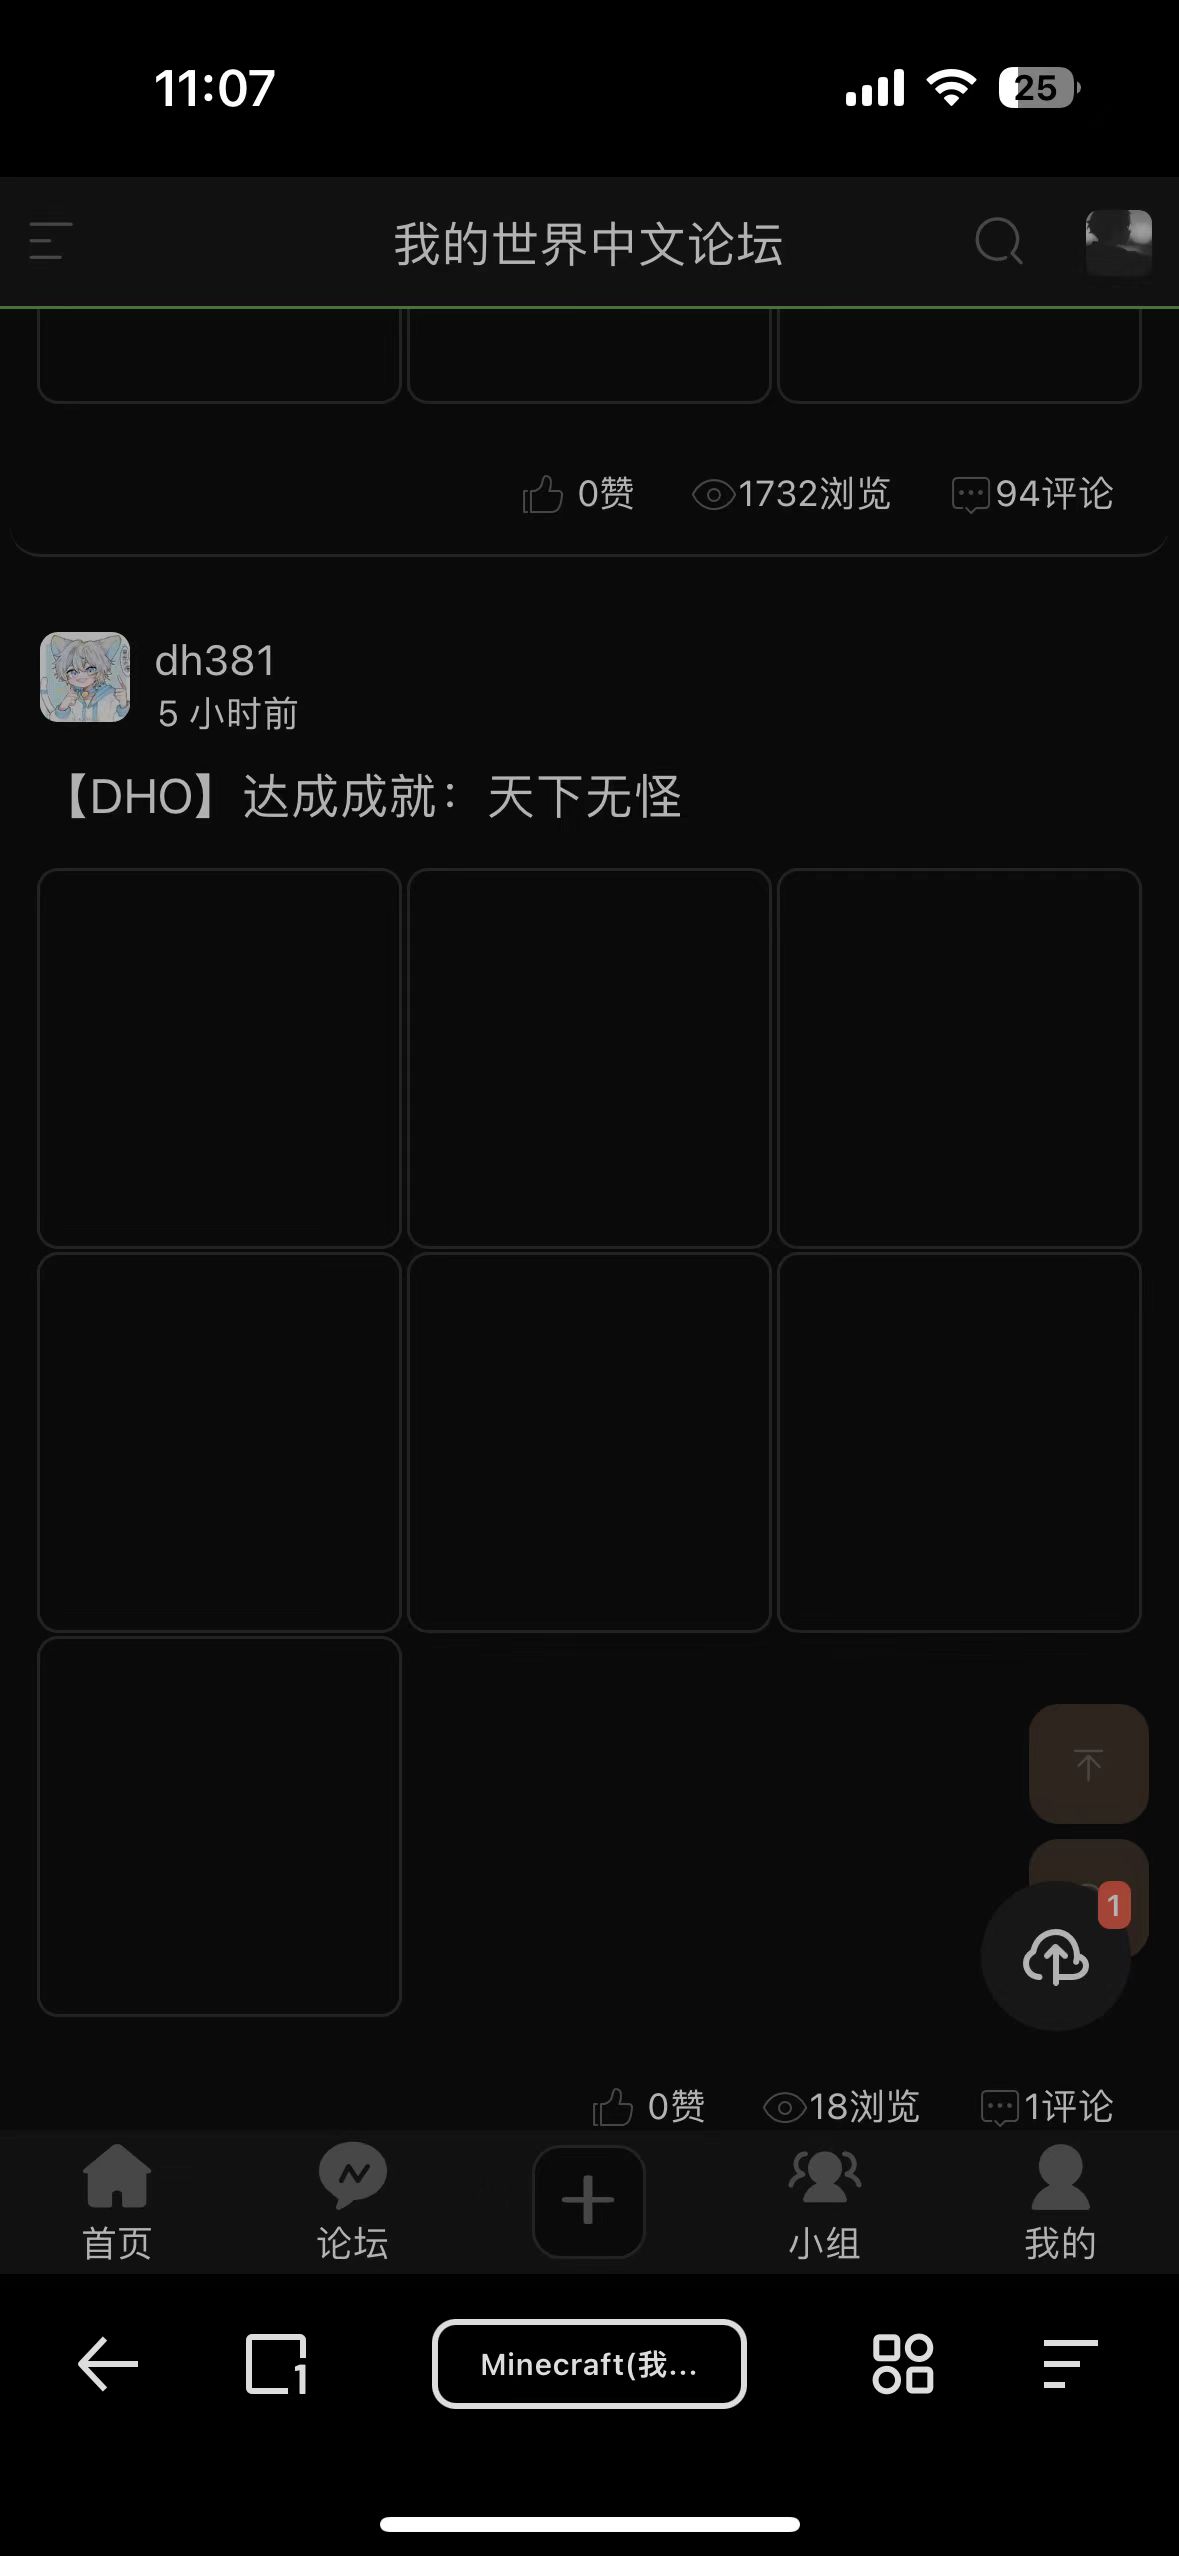 11:07
25
我的世界中文论坛
0赞
1732浏览
94评论
dh381
5 小时前
【DHO】达成成就：天下无怪
1
0赞
18浏览
1评论
首页
论坛
小组
我的
1
Minecraft(我...